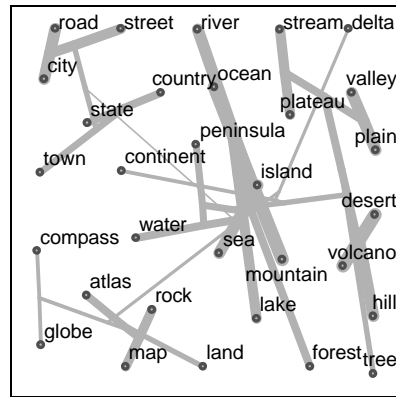 road street river stream delta
city country ocean valley
state plateau
peninsula plain
town continent island
desert
water
compass sea volcano
mountain
atlas rock lake hill
globe map land forest tree